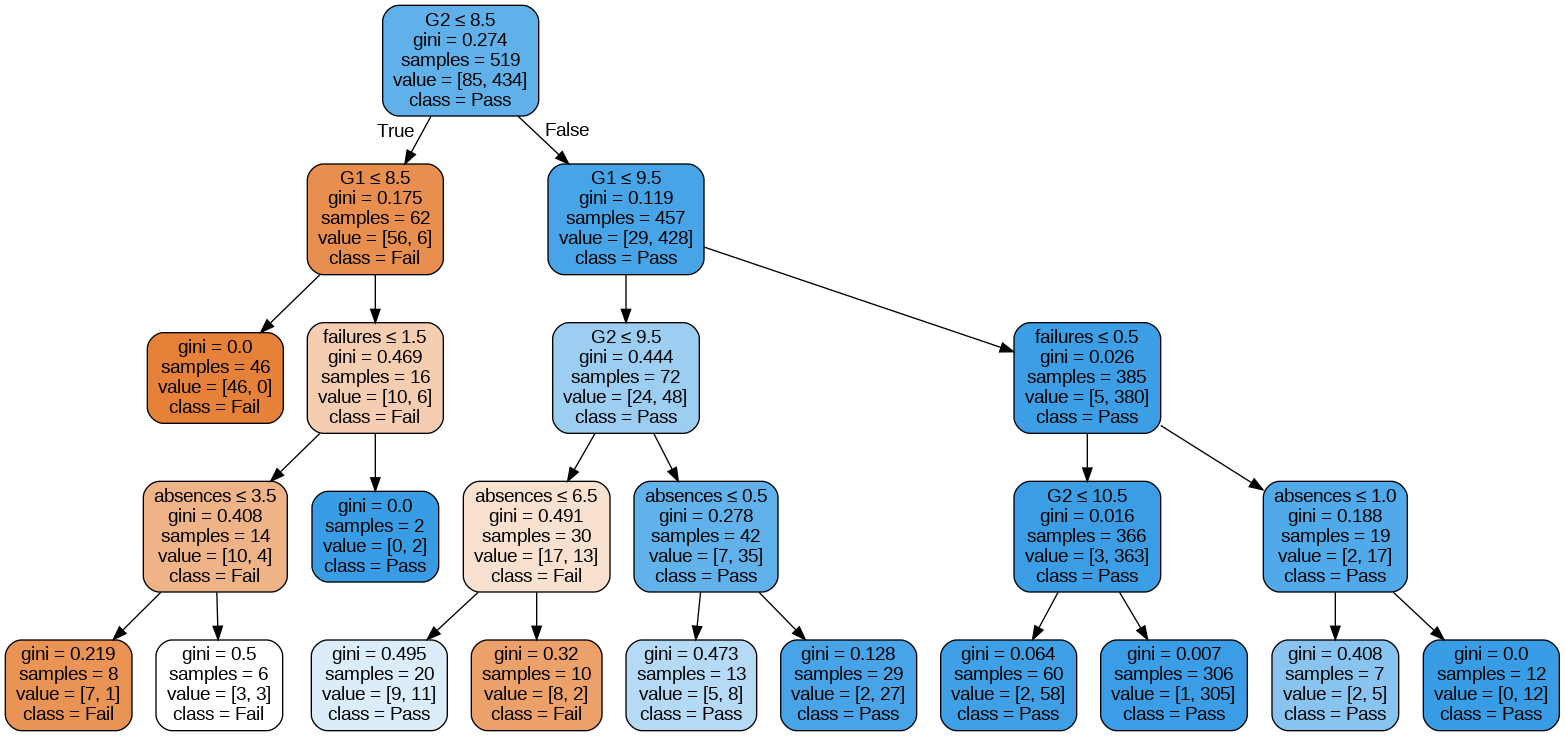 G2 ≤ 8.5
gini = 0.274
samples = 519
value = [85, 434]
class = Pass
True
False
G1 ≤ 8.5
gini = 0.175
samples = 62
value = [56, 6]
class = Fail
G1 ≤ 9.5
gini = 0.119
samples = 457
value = [29, 428]
class = Pass
gini = 0.0
samples = 46
value = [46, 0]
class = Fail
failures ≤ 1.5
gini = 0.469
samples = 16
value = [10, 6]
class = Fail
G2 ≤ 9.5
gini = 0.444
samples = 72
value = [24, 48]
class = Pass
failures ≤ 0.5
gini = 0.026
samples = 385
value = [5, 380]
class = Pass
absences ≤ 3.5
gini = 0.408
samples = 14
value = [10, 4]
class = Fail
gini = 0.0
samples = 2
value = [0, 2]
class = Pass
absences ≤ 6.5
gini = 0.491
samples = 30
value = [17, 13]
class = Fail
absences ≤ 0.5
gini = 0.278
samples = 42
value = [7, 35]
class = Pass
G2 ≤ 10.5
gini = 0.016
samples = 366
value = [3, 363]
class = Pass
absences ≤ 1.0
gini = 0.188
samples = 19
value = [2, 17]
class = Pass
gini = 0.219
samples = 8
value = [7, 1]
class = Fail
gini = 0.5
samples = 6
value = [3, 3]
class = Fail
gini = 0.495
samples = 20
value = [9, 11]
class = Pass
gini = 0.32
samples = 10
value = [8, 2]
class = Fail
gini = 0.473
samples = 13
value = [5, 8]
class = Pass
gini = 0.128
samples = 29
value = [2, 27]
class = Pass
gini = 0.064
samples = 60
value = [2, 58]
class = Pass
gini = 0.007
samples = 306
value = [1, 305]
class = Pass
gini = 0.408
samples = 7
value = [2, 5]
class = Pass
gini = 0.0
samples = 12
value = [0, 12]
class = Pass